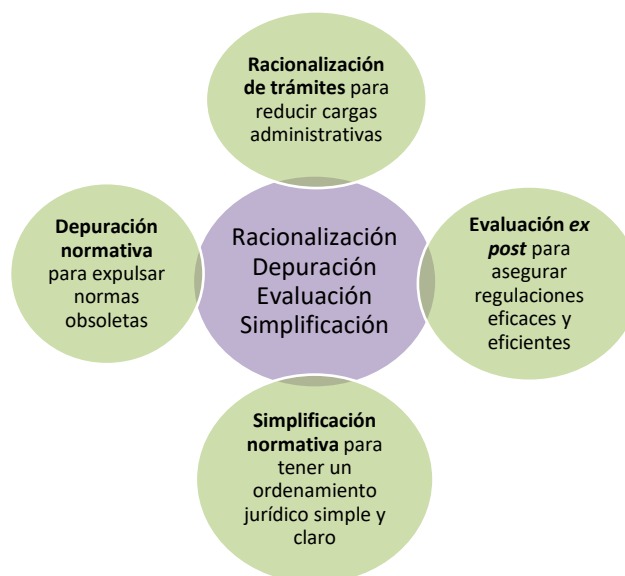 Racionalización
de trámites para
reducir cargas
administrativas
Depuración
normativa
para expulsar
normas
obsoletas
Racionalización
Depuración
Evaluación
Simplificación
Evaluación ex
post para
asegurar
regulaciones
eficaces y
eficientes
Simplificación
normativa para
tener un
ordenamiento
jurídico simple y
claro